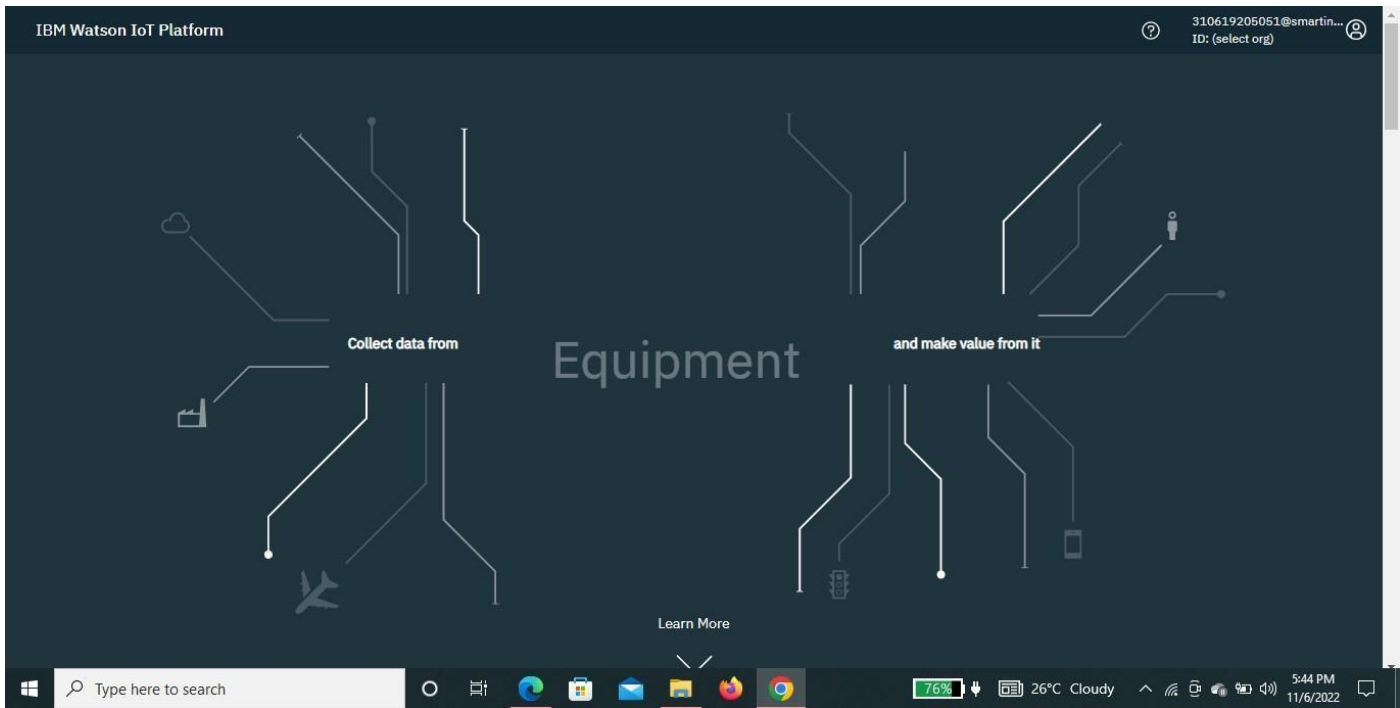 IBM Watson IoT Platform
310619205051@smartin...
ID: (select org)
Collect data from
Equipment
and make value from it
Learn More
Type here to search
76%
26°C Cloudy
5:44 PM
11/6/2022